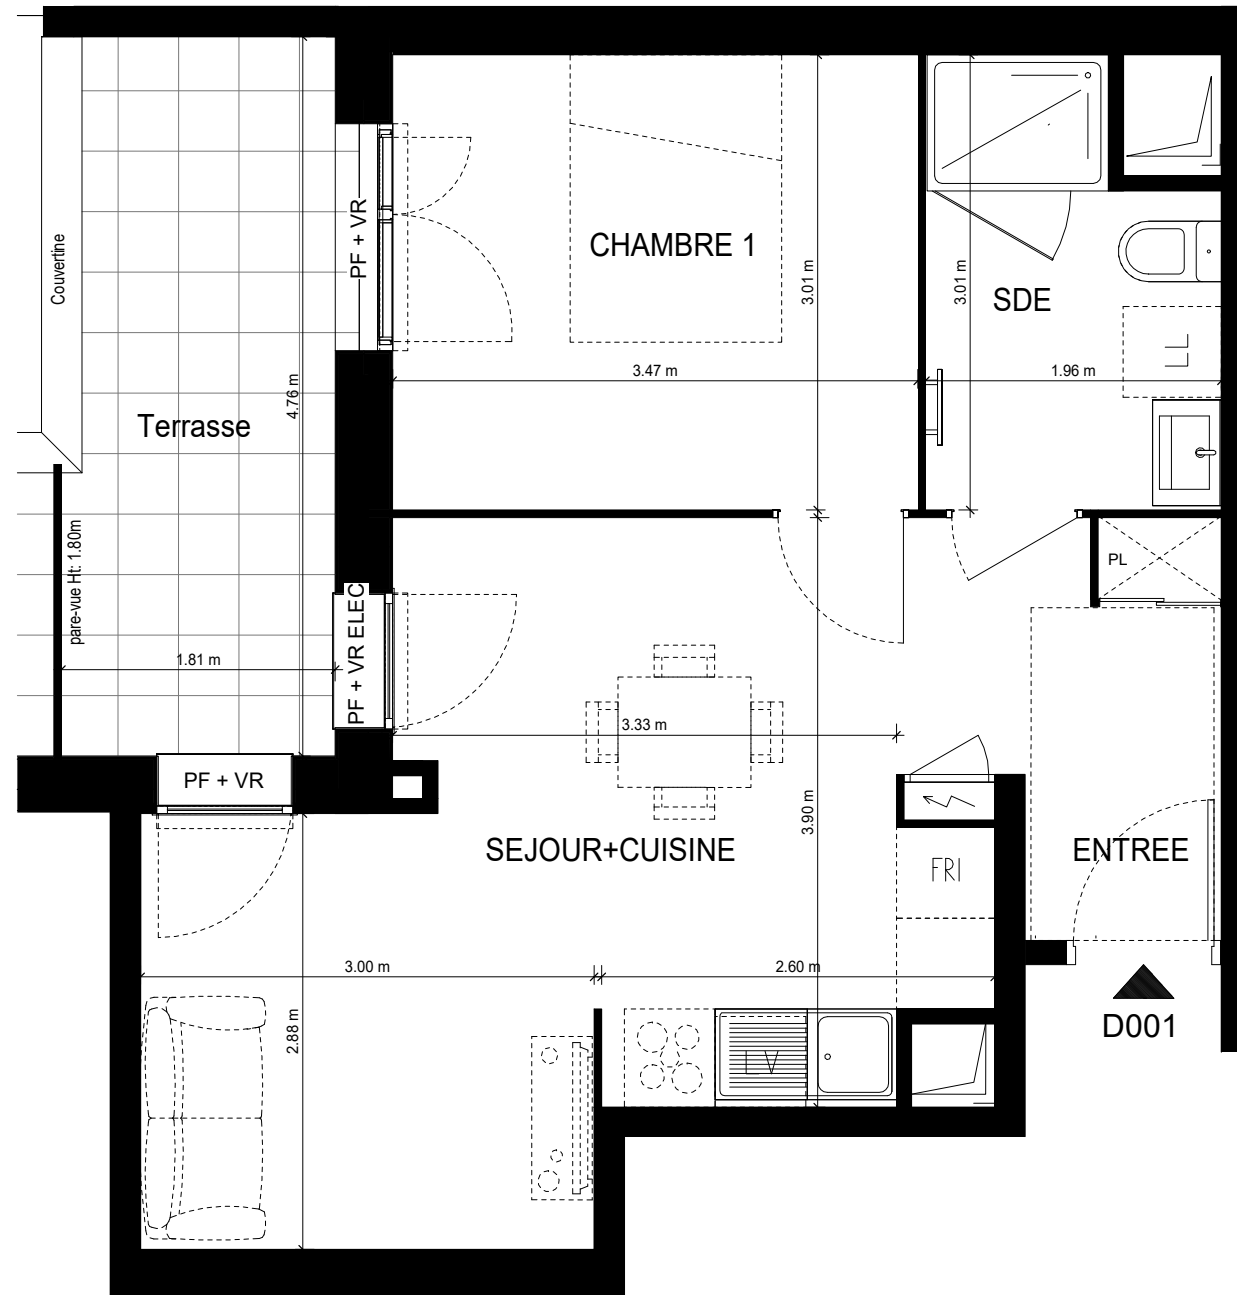 CHAMBRE 1
PF + VR
Couvertine
3.01 m
3.01 m
SDE
LL
3.47 m
1.96 m
4.76 m
Terrasse
pare-vue Ht: 1.80m
PL
PF + VR ELEC
1.81 m
3.33 m
PF + VR
3.90 m
SEJOUR+CUISINE
FRI
ENTREE
3.00 m
2.60 m
2.88 m
D001
LV